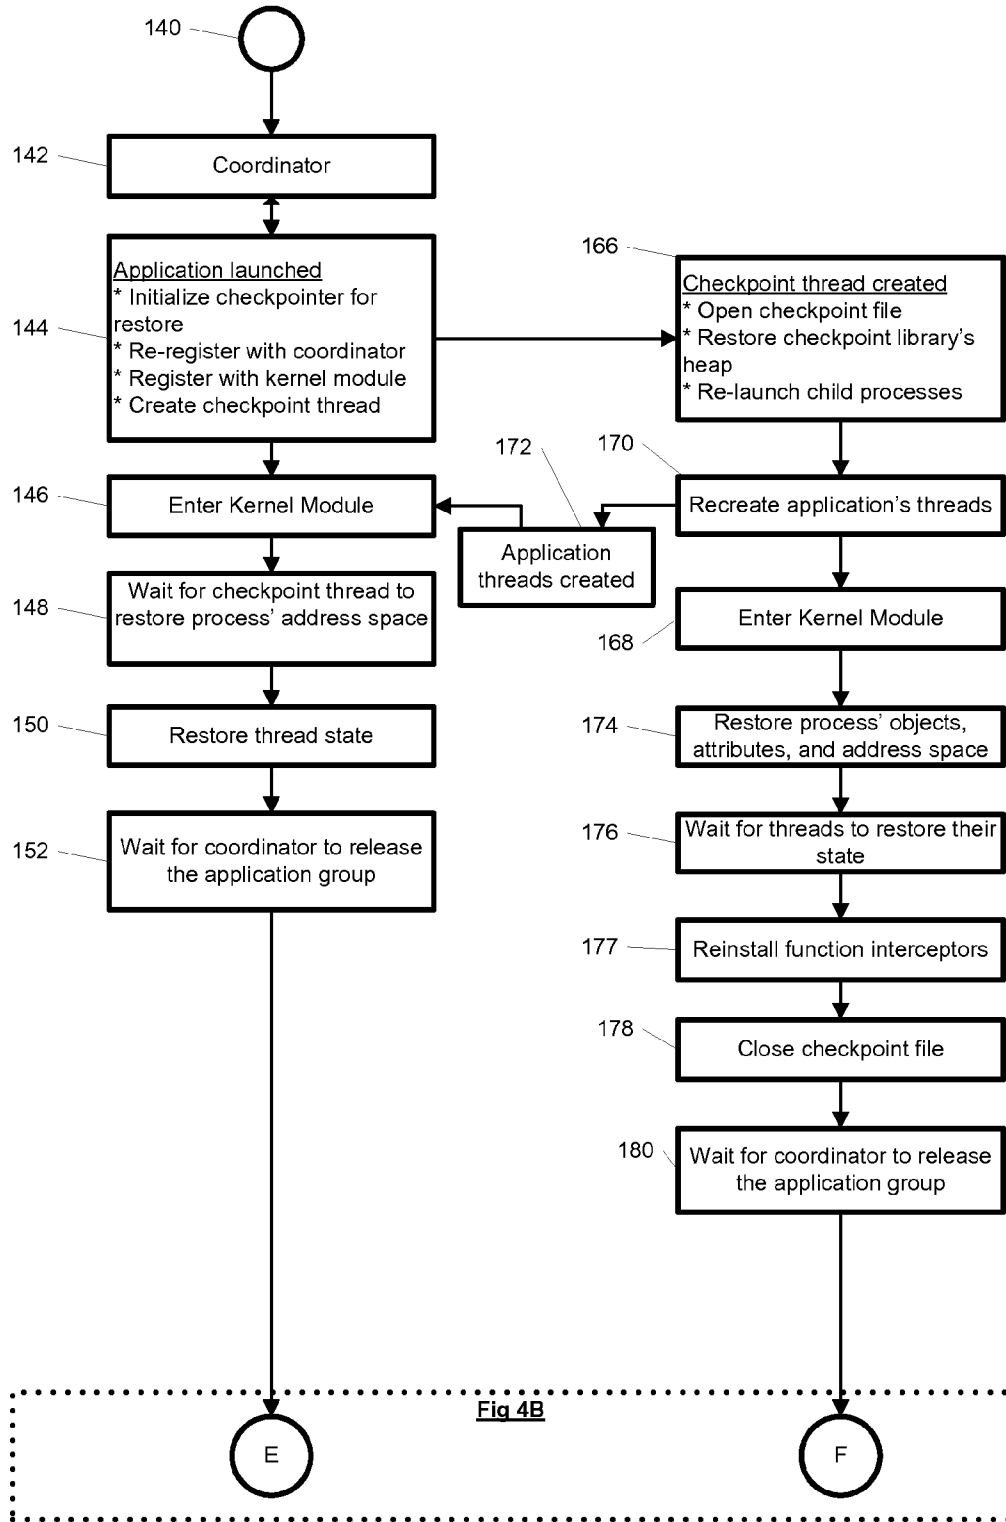 140
142
Coordinator
144
Application launched
* Initialize checkpointer for
restore
* Re-register with coordinator
* Register with kernel module
* Create checkpoint thread
166
Checkpoint thread created
* Open checkpoint file
* Restore checkpoint library's
heap
* Re-launch child processes
146
Enter Kernel Module
172
Application
threads created
170
Recreate application's threads
148
Wait for checkpoint thread to
restore process' address space
168
Enter Kernel Module
150
Restore thread state
174
Restore process' objects,
attributes, and address space
152
Wait for coordinator to release
the application group
176
Wait for threads to restore their
state
177
Reinstall function interceptors
178
Close checkpoint file
180
Wait for coordinator to release
the application group
Fig 4B
E
F